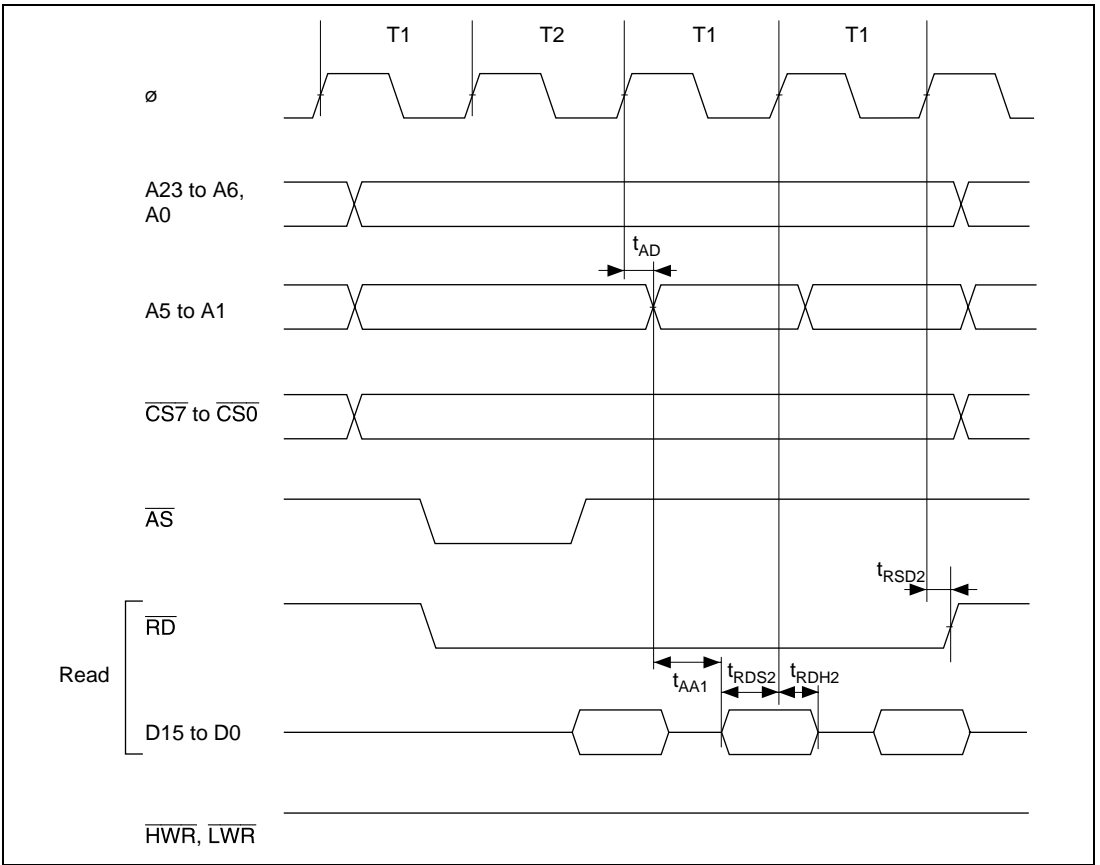 T1 T2 T1 T1
ø
A23 to A6,
A0
tAD
A5 to A1
CS7 to CS0
AS
tRSD2
RD
Read
tAA1 tRDS2 tRDH2
D15 to D0
HWR, LWR